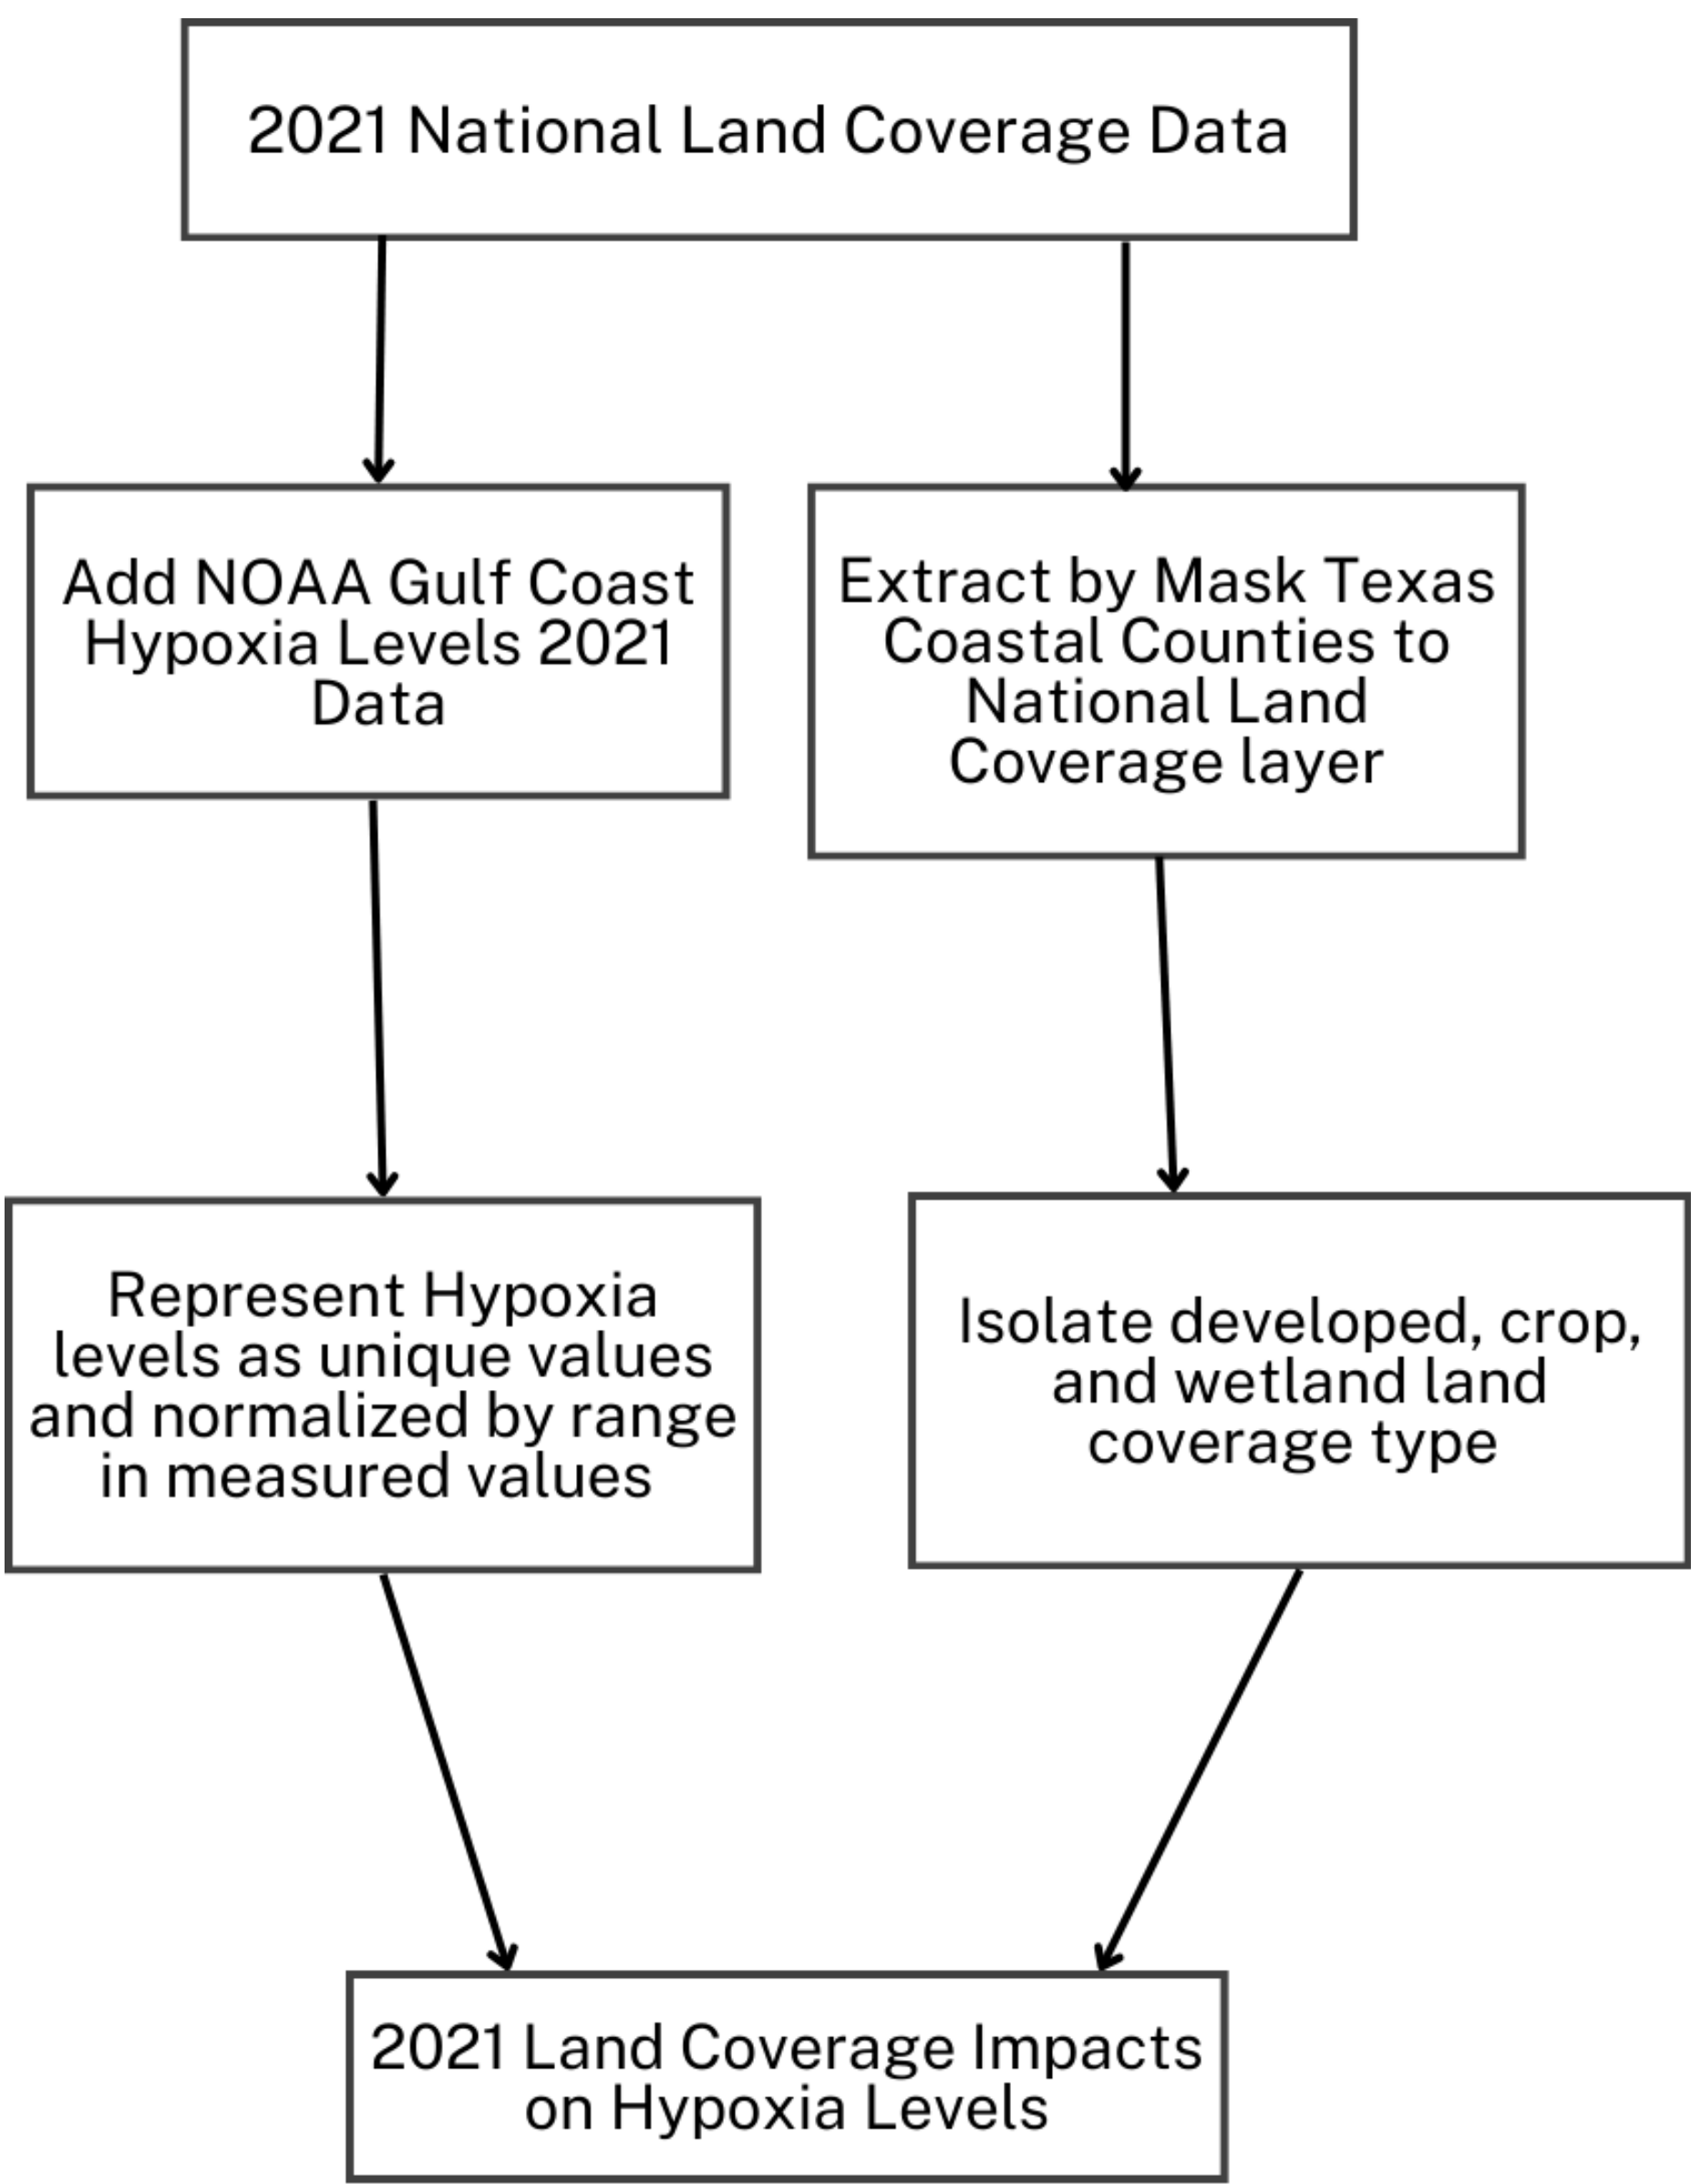 2021 National Land Coverage Data
Add NOAA Gulf Coast
Hypoxia Levels 2021
Data
Extract by Mask Texas
Coastal Counties to
National Land
Coverage layer
Represent Hypoxia
levels as unique values
and normalized by range
in measured values
Isolate developed, crop,
and wetland land
coverage type
2021 Land Coverage Impacts
on Hypoxia Levels